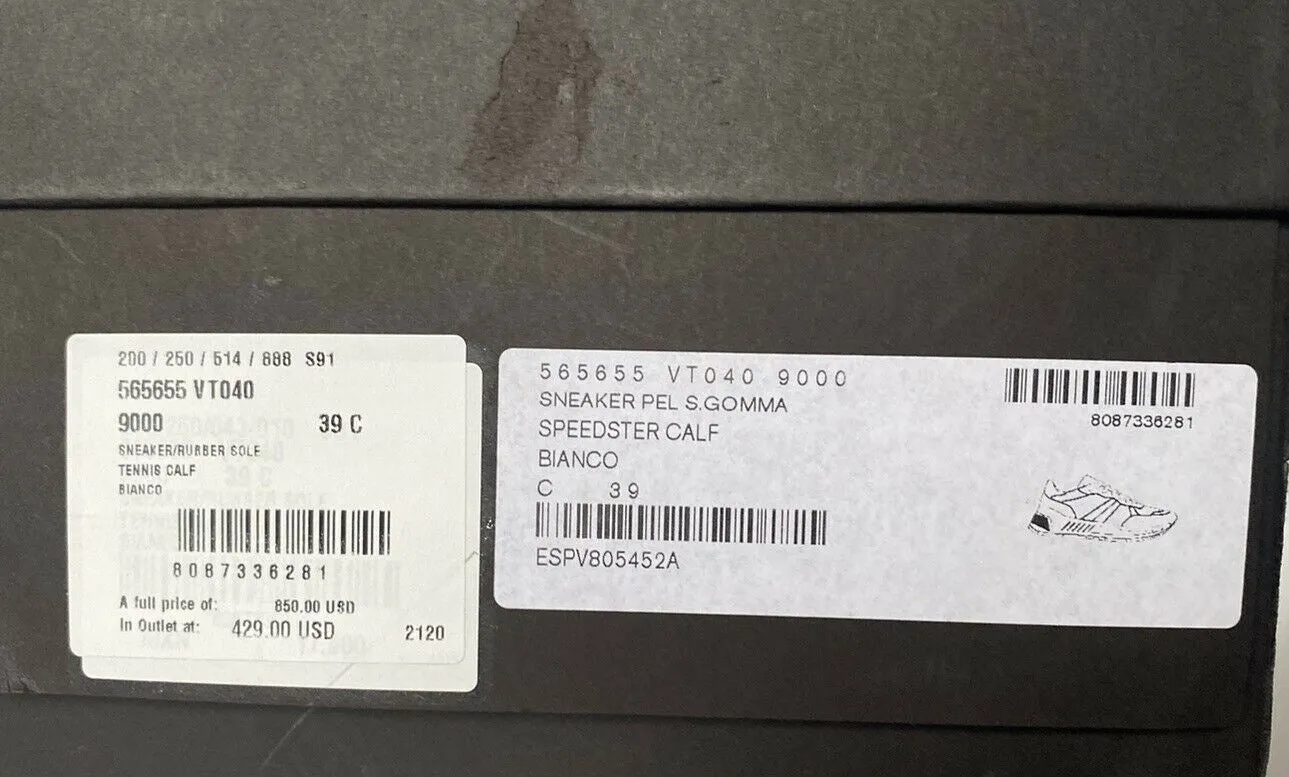 200 / 250 / 514 / 888 S91
565655 VT040
9000 39 C
SNEAKER/RUBBER SOLE
TENNIS CALF
BIANCO
8087336281
A full price of: 850.00 USD
In Outlet at: 429.00 USD 2120
565655 VT040 9000
SNEAKER PEL S.GOMMA
SPEEDSTER CALF
BIANCO
C 39
ESPV805452A
8087336281